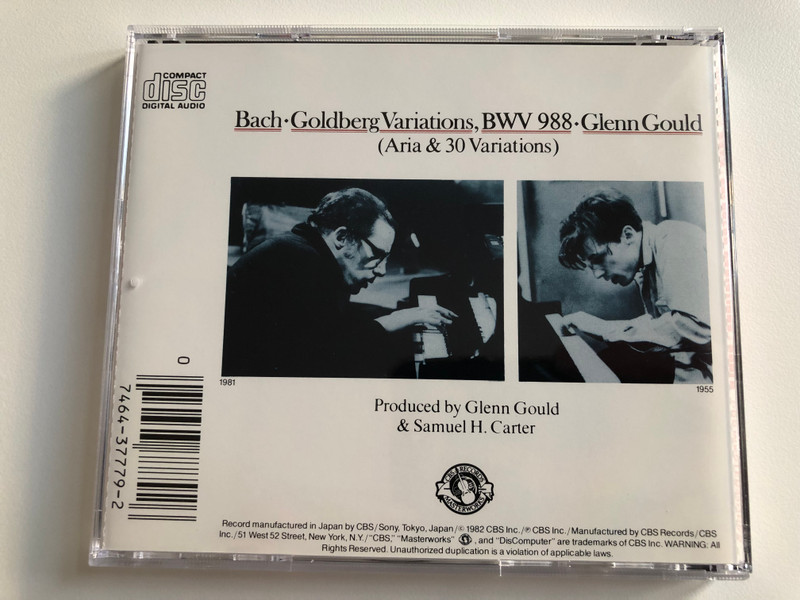 COMPACT
disc
DIGITAL AUDIO
Bach·Goldberg Variations, BWV 988·Glenn Gould
(Aria & 30 Variations)
1981
1955
Produced by Glenn Gould
& Samuel H. Carter
0
7464-37779-2
CBS RECORDS
MASTERWORKS
Record manufactured in Japan by CBS/Sony, Tokyo, Japan/© 1982 CBS Inc./℗ CBS Inc./Manufactured by CBS Records/CBS
Inc./51 West 52 Street, New York, N.Y./"CBS," "Masterworks" , and "DisComputer" are trademarks of CBS Inc. WARNING: All
Rights Reserved. Unauthorized duplication is a violation of applicable laws.